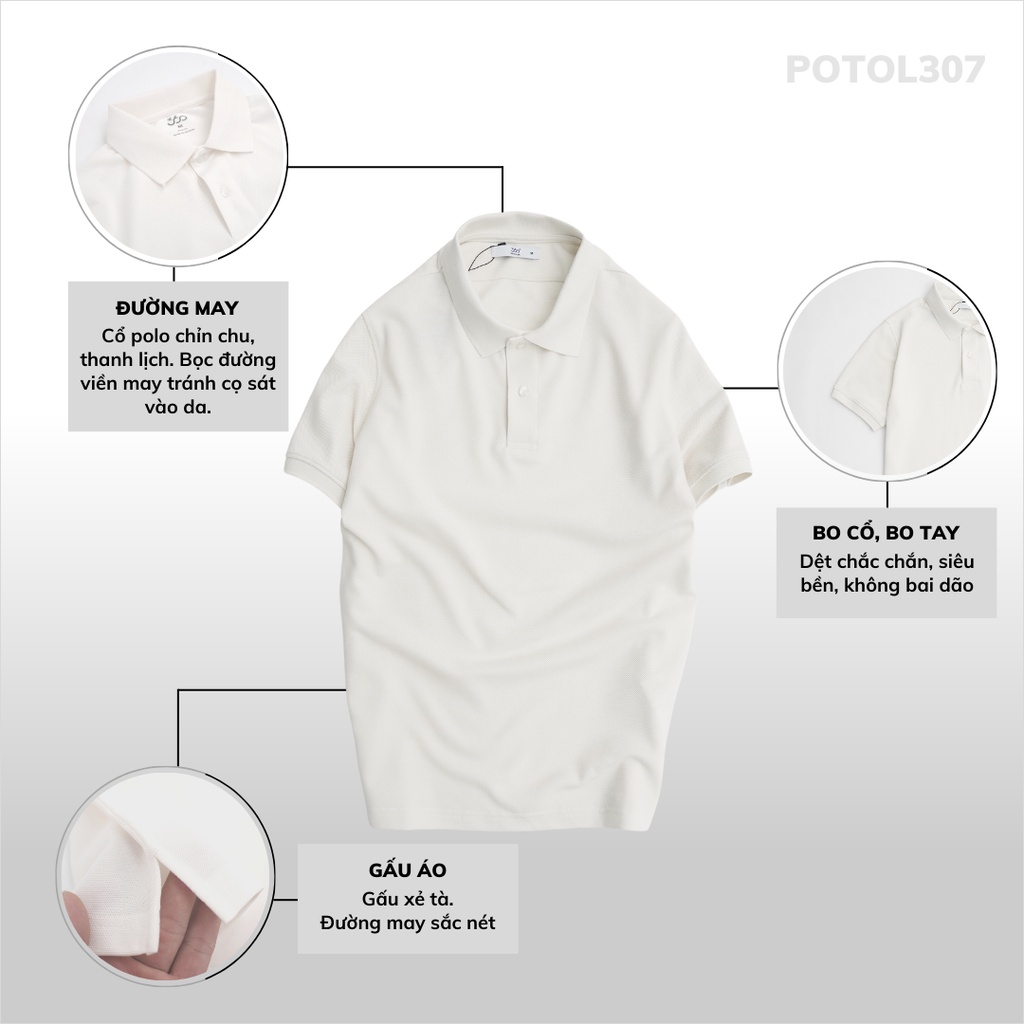 POTOL307
ĐƯỜNG MAY
Cổ polo chỉn chu,
thanh lịch. Bọc đường
viền may tránh cọ sát
vào da.
BO CỔ, BO TAY
Dệt chắc chắn, siêu
bền, không bai dão
GẤU ÁO
Gấu xẻ tà.
Đường may sắc nét